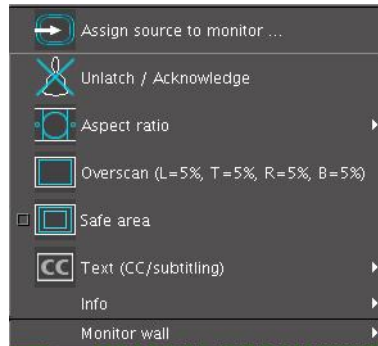 Assign source to monitor ...
Unlatch / Acknowledge
Aspect ratio
Overscan (L=5%, T=5%, R=5%, B=5%)
Safe area
CC Text (CC/subtitling)
Info
Monitor wall